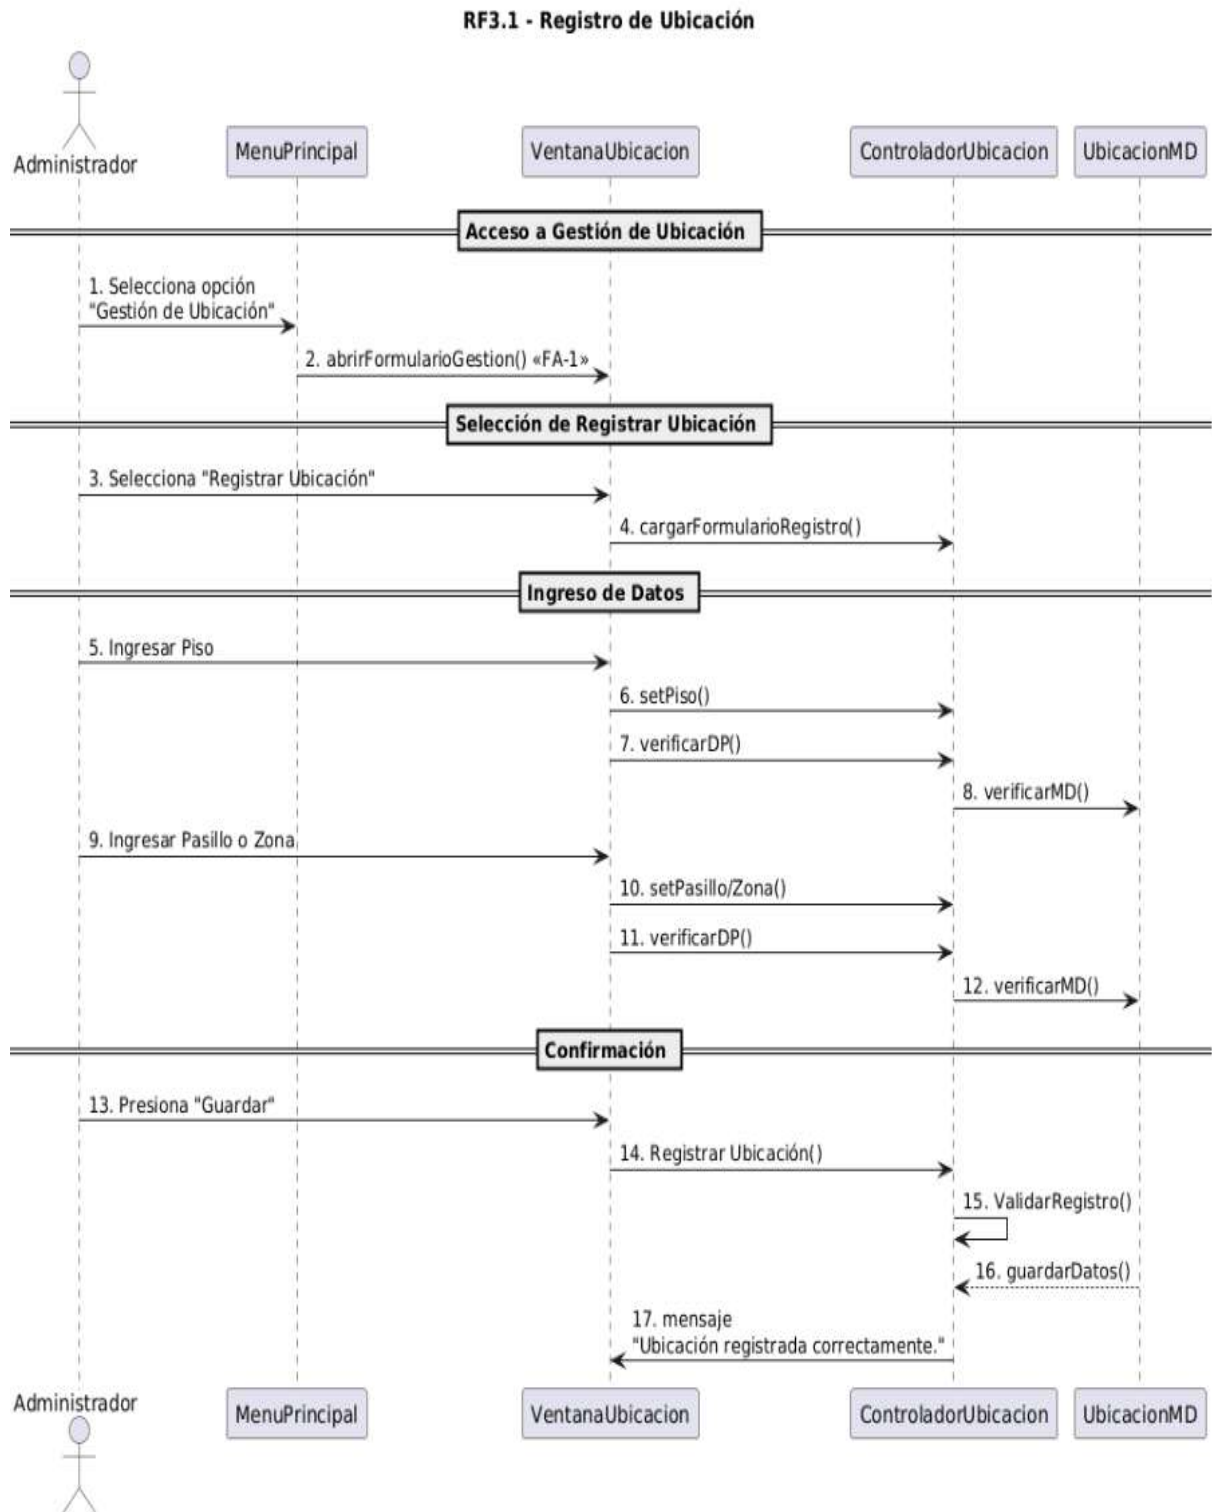 RF3.1 - Registro de Ubicación
Administrador
MenuPrincipal
VentanaUbicacion
ControladorUbicacion
UbicacionMD
Acceso a Gestión de Ubicación
1. Selecciona opción
"Gestión de Ubicación"
2. abrirFormularioGestion() «FA-1»
Selección de Registrar Ubicación
3. Selecciona "Registrar Ubicación"
4. cargarFormularioRegistro()
Ingreso de Datos
5. Ingresar Piso
6. setPiso()
7. verificarDP()
8. verificarMD()
9. Ingresar Pasillo o Zona
10. setPasillo/Zona()
11. verificarDP()
12. verificarMD()
Confirmación
13. Presiona "Guardar"
14. Registrar Ubicación()
15. ValidarRegistro()
16. guardarDatos()
17. mensaje
"Ubicación registrada correctamente."
Administrador
MenuPrincipal
VentanaUbicacion
ControladorUbicacion
UbicacionMD